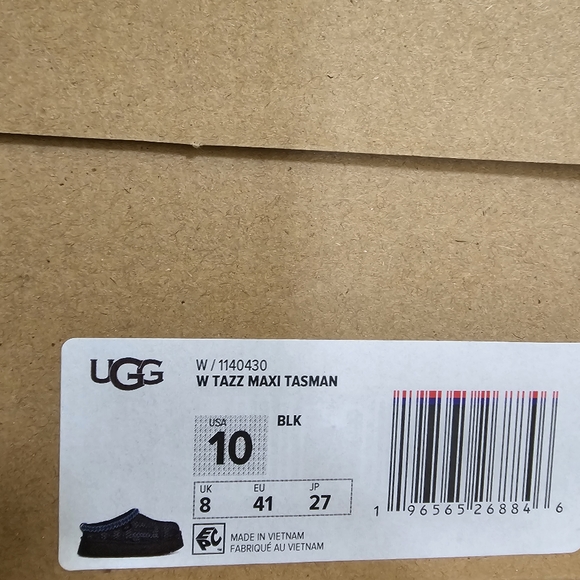 UGG
W / 1140430
W TAZZ MAXI TASMAN
USA
10
BLK
UK EU JP
8 41 27
EPC
MADE IN VIETNAM
FABRIQUÉ AU VIETNAM
1 96565 26884 6